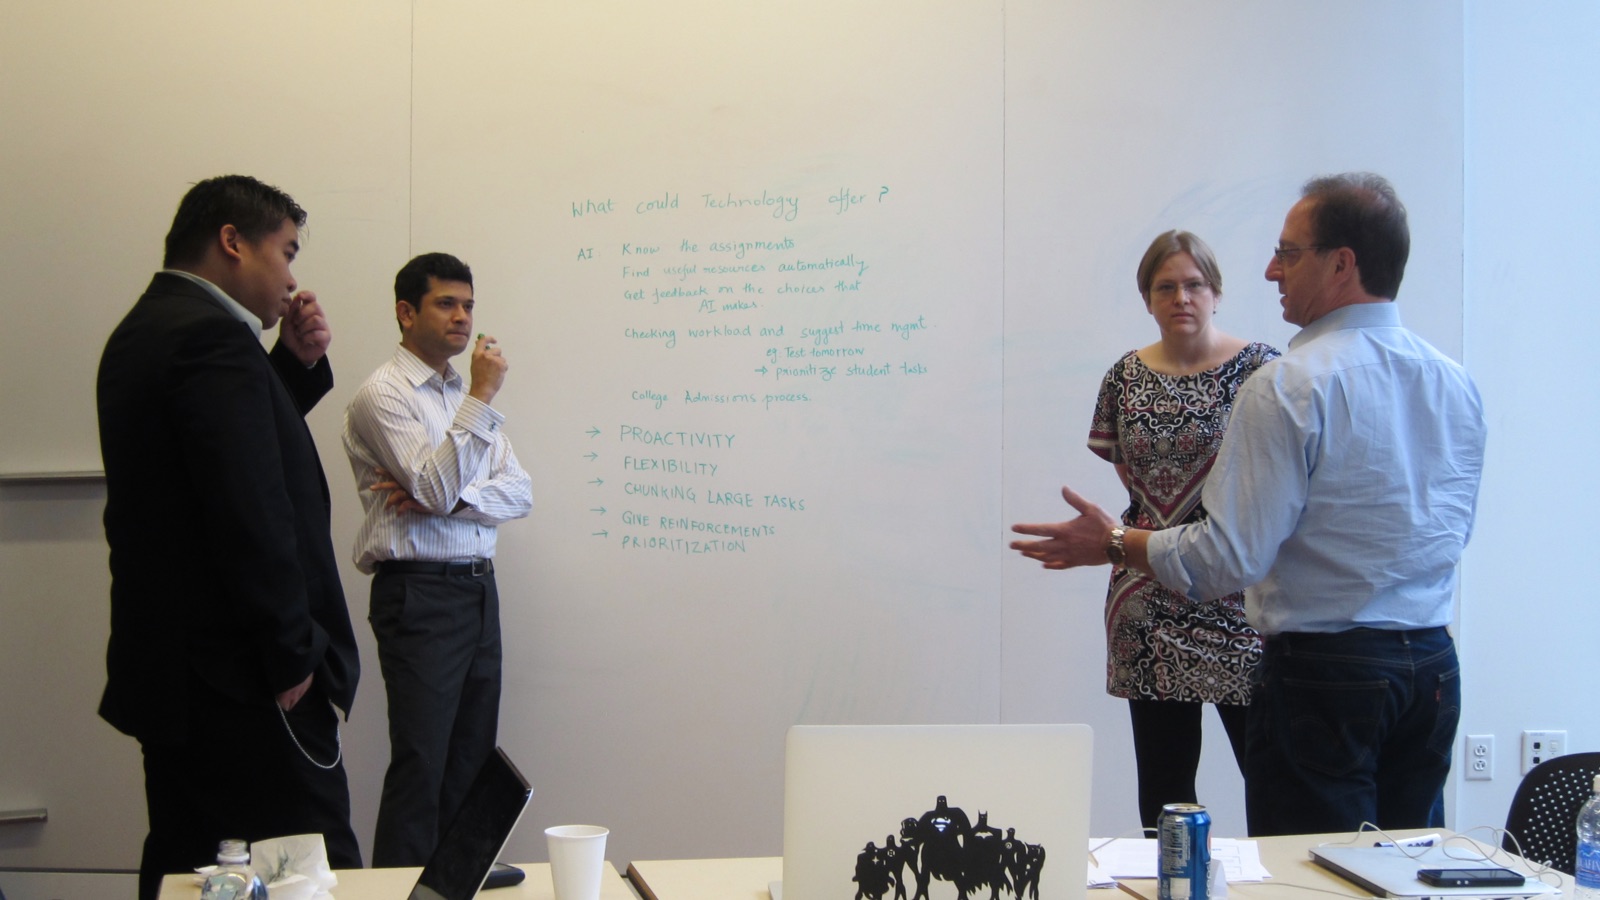 What could Technology offer?
AI: Know the assignments
Find useful resources automatically
Get feedback on the choices that
AI makes.
Checking workload and suggest time mgmt.
eg: Test tomorrow
→ prioritize student tasks
College Admissions process.
→ PROACTIVITY
→ FLEXIBILITY
→ CHUNKING LARGE TASKS
→ GIVE REINFORCEMENTS
→ PRIORITIZATION